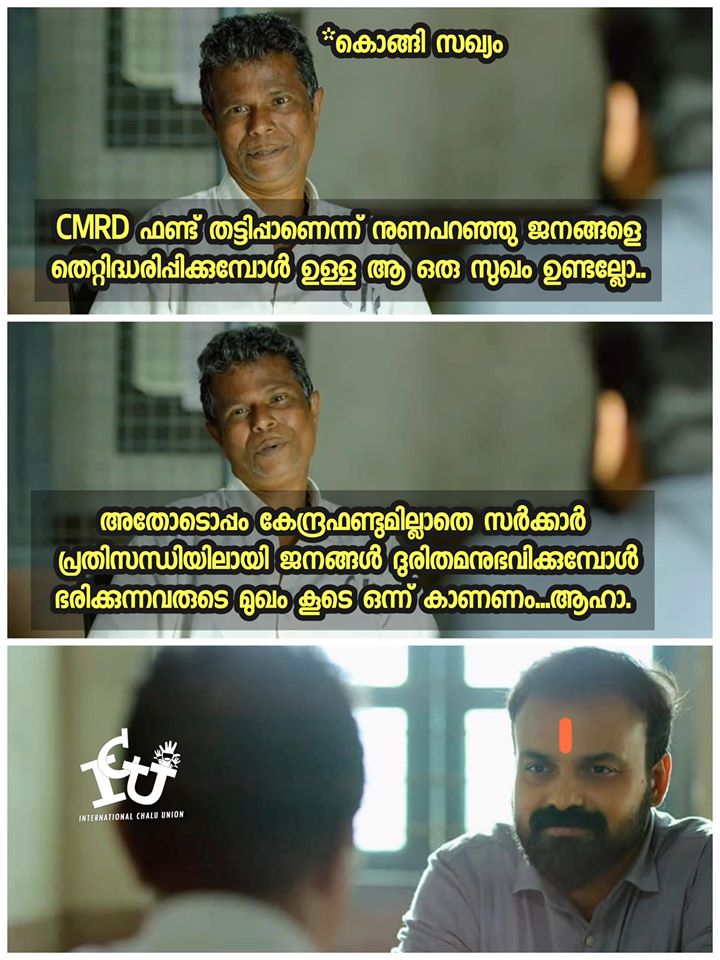 *കൊങ്ങി സഖ്യം
CMRD ഫണ്ട് തട്ടിപ്പാണെന്ന് നുണപറഞ്ഞു ജനങ്ങളെ
തെറ്റിദ്ധരിപ്പിക്കുമ്പോൾ ഉള്ള ആ ഒരു സുഖം ഉണ്ടല്ലോ..
അതോടൊപ്പം കേന്ദ്രഫണ്ടുമില്ലാതെ സർക്കാർ
പ്രതിസന്ധിയിലായി ജനങ്ങൾ ദുരിതമനുഭവിക്കുമ്പോൾ
ഭരിക്കുന്നവരുടെ മുഖം കൂടെ ഒന്ന് കാണണം...ആഹാ.
ICU
INTERNATIONAL CHALU UNION